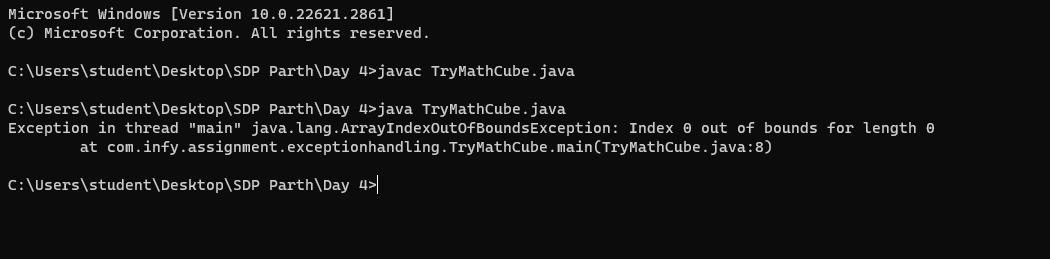 Microsoft Windows [Version 10.0.22621.2861]
(c) Microsoft Corporation. All rights reserved.
C:\Users\student\Desktop\SDP Parth\Day 4>javac TryMathCube.java
C:\Users\student\Desktop\SDP Parth\Day 4>java TryMathCube.java
Exception in thread "main" java.lang.ArrayIndexOutOfBoundsException: Index 0 out of bounds for length 0
        at com.infy.assignment.exceptionhandling.TryMathCube.main(TryMathCube.java:8)
C:\Users\student\Desktop\SDP Parth\Day 4>